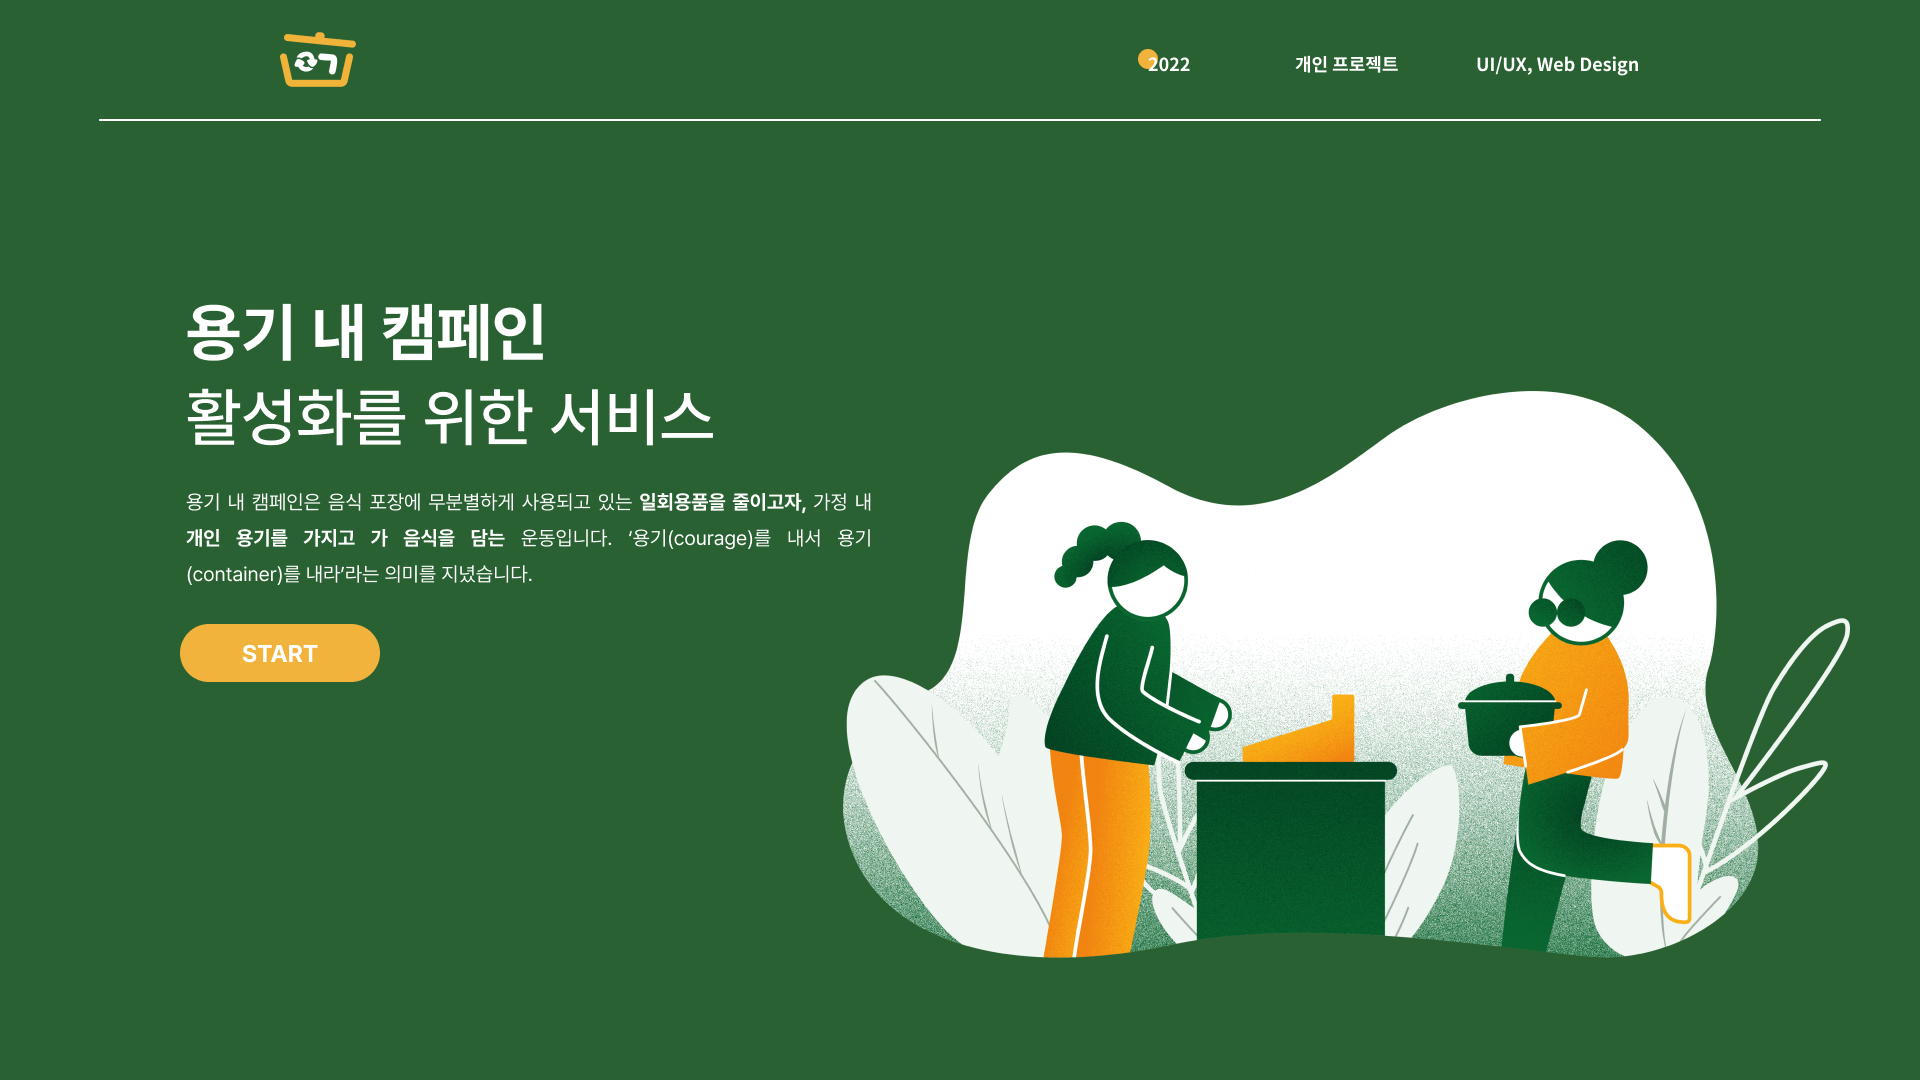 용기
2022
개인 프로젝트
UI/UX, Web Design
용기 내 캠페인
활성화를 위한 서비스
용기 내 캠페인은 음식 포장에 무분별하게 사용되고 있는 일회용품을 줄이고자, 가정 내
개인 용기를 가지고 가 음식을 담는 운동입니다. ‘용기(courage)를 내서 용기
(container)를 내라’라는 의미를 지녔습니다.
START